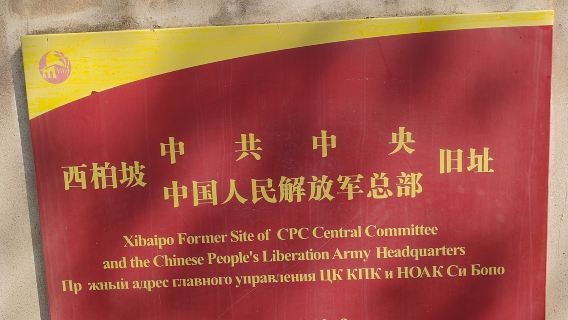 西柏坡 中共中央 旧址
中国人民解放军总部
Xibaipo Former Site of CPC Central Committee
and the Chinese People's Liberation Army Headquarters
Пр жный адрес главного управления ЦК КПК и НОАК Си Бопо